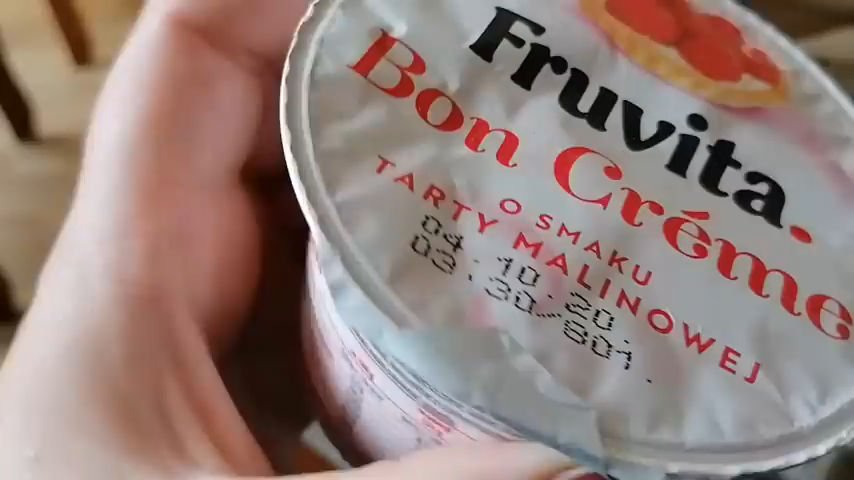 Fruvita.
Bon Créme
O SMAKU
TARTY MALINOWEJ
04.10.20
03:30